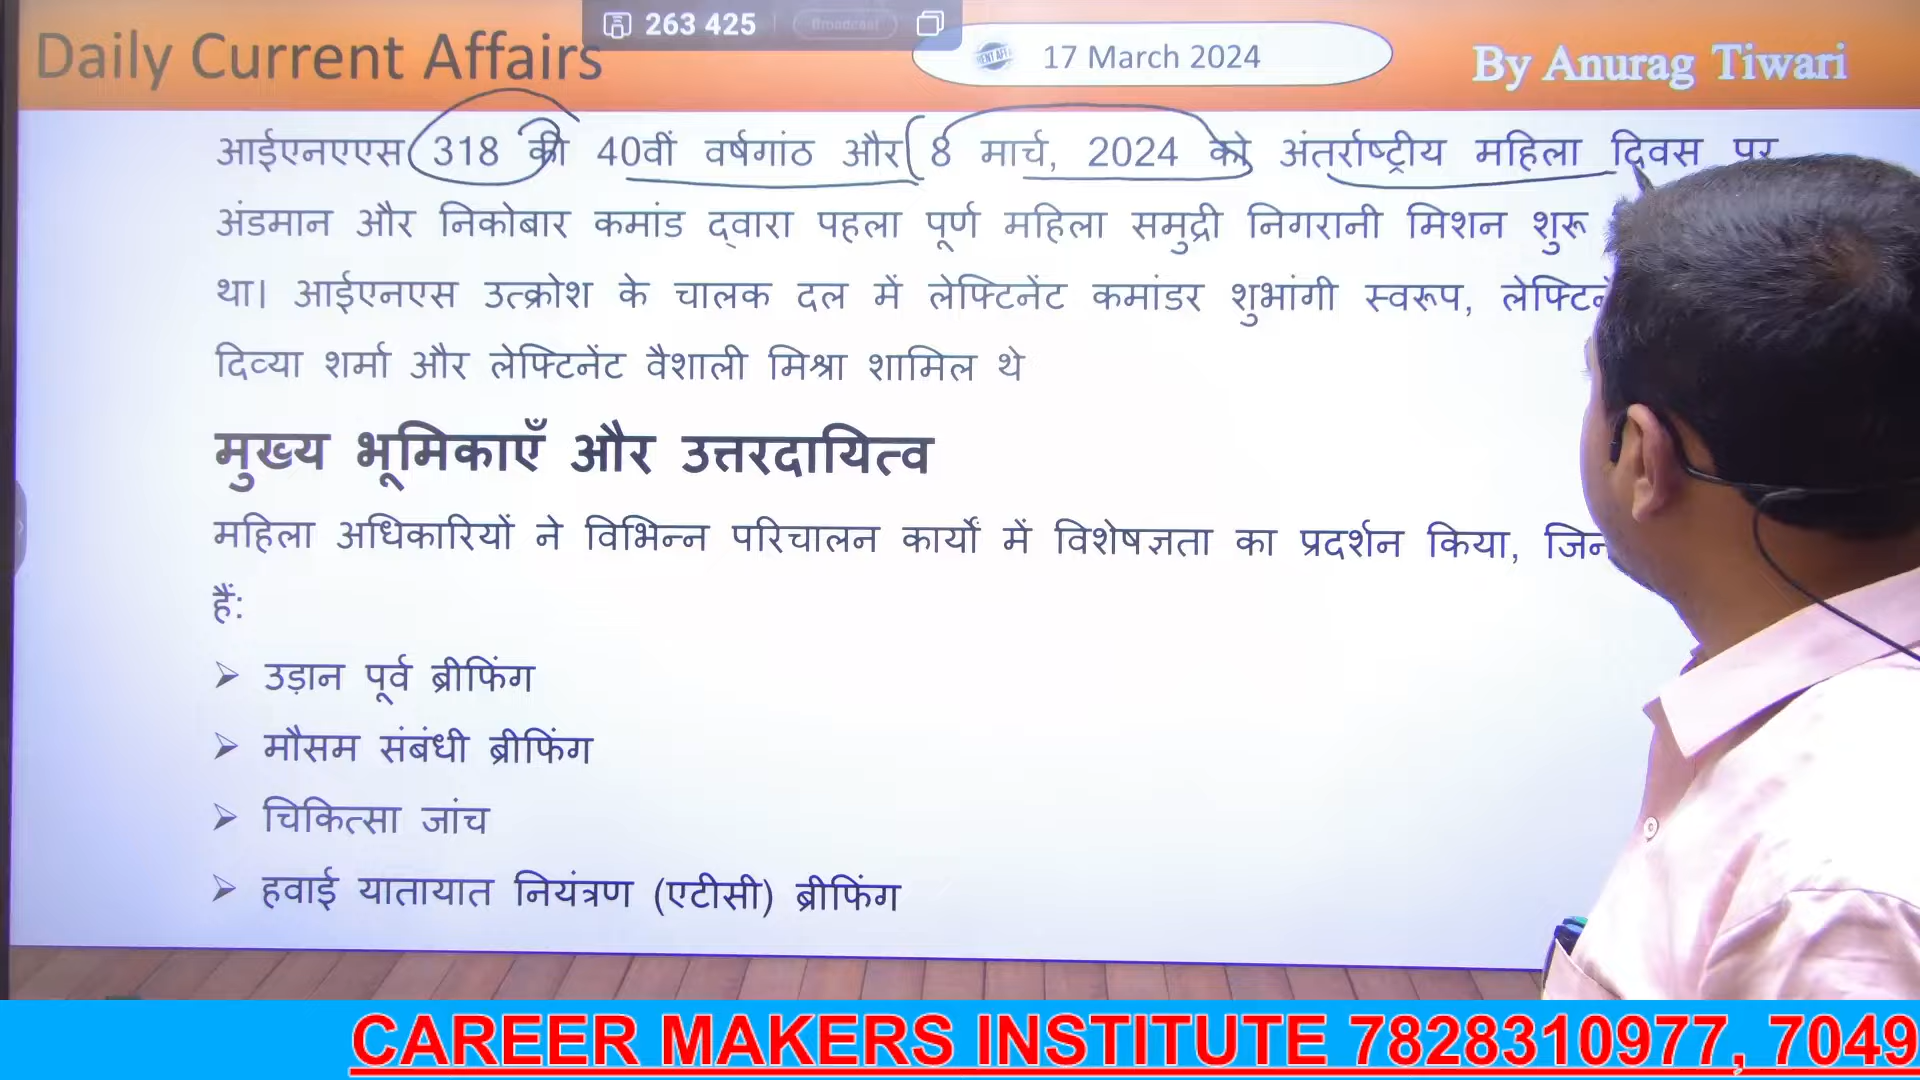 263 425
Broadcast
Daily Current Affairs
17 March 2024
By Anurag Tiwari
आईएनएएस 318 की 40वीं वर्षगांठ और 8 मार्च, 2024 को अंतर्राष्ट्रीय महिला दिवस पर
अंडमान और निकोबार कमांड द्वारा पहला पूर्ण महिला समुद्री निगरानी मिशन शुरू
था। आईएनएस उत्क्रोश के चालक दल में लेफ्टिनेंट कमांडर शुभांगी स्वरूप,
दिव्या शर्मा और लेफ्टिनेंट वैशाली मिश्रा शामिल थे
मुख्य भूमिकाएँ और उत्तरदायित्व
महिला अधिकारियों ने विभिन्न परिचालन कार्यों में विशेषज्ञता का प्रदर्शन किया,
हैं:
उड़ान पूर्व ब्रीफिंग
मौसम संबंधी ब्रीफिंग
चिकित्सा जांच
हवाई यातायात नियंत्रण (एटीसी) ब्रीफिंग
CAREER MAKERS INSTITUTE 7828310977, 7049